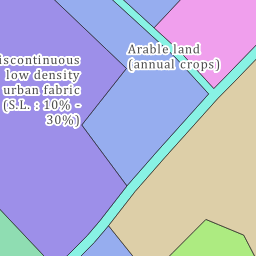 Arable land
(annual crops)
iscontinuous
low density
urban fabric
(S.L. : 10% -
30%)